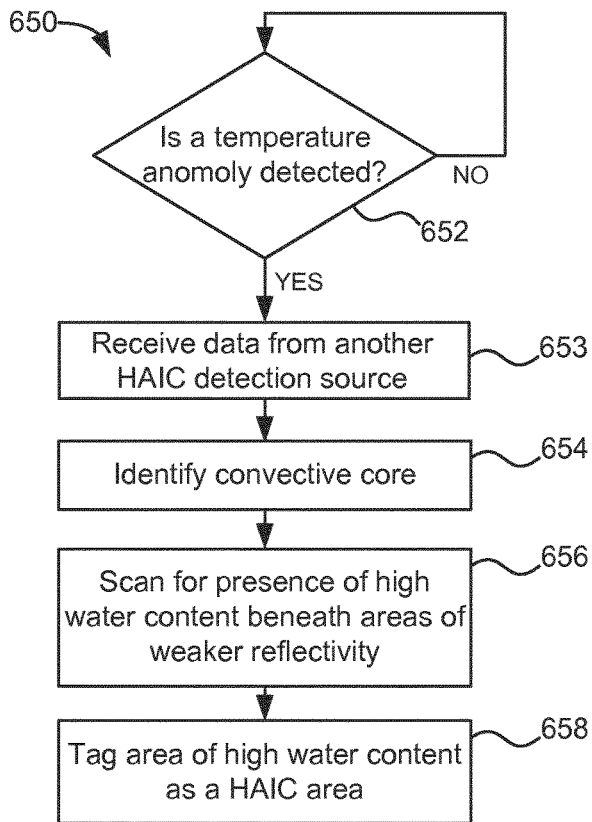 650
Is a temperature
anomoly detected?
NO
652
YES
Receive data from another
HAIC detection source
653
Identify convective core
654
Scan for presence of high
water content beneath areas of
weaker reflectivity
656
Tag area of high water content
as a HAIC area
658